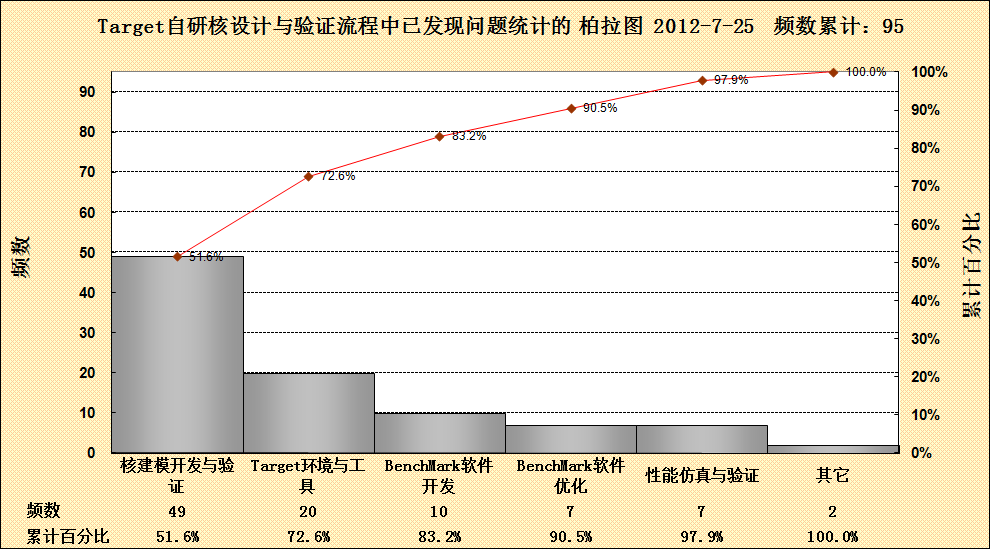 Target自研核设计与验证流程中已发现问题统计的 柏拉图 2012-7-25 频数累计：95
频数
90
80
70
60
50
40
30
20
10
0
51.6%
72.6%
83.2%
90.5%
97.9%
100.0%
100%
90%
80%
70%
60%
50%
40%
30%
20%
10%
0%
累计百分比
核建模开发与验
证
Target环境与工
具
BenchMark软件
开发
BenchMark软件
优化
性能仿真与验证
其它
频数 49 20 10 7 7 2
累计百分比 51.6% 72.6% 83.2% 90.5% 97.9% 100.0%